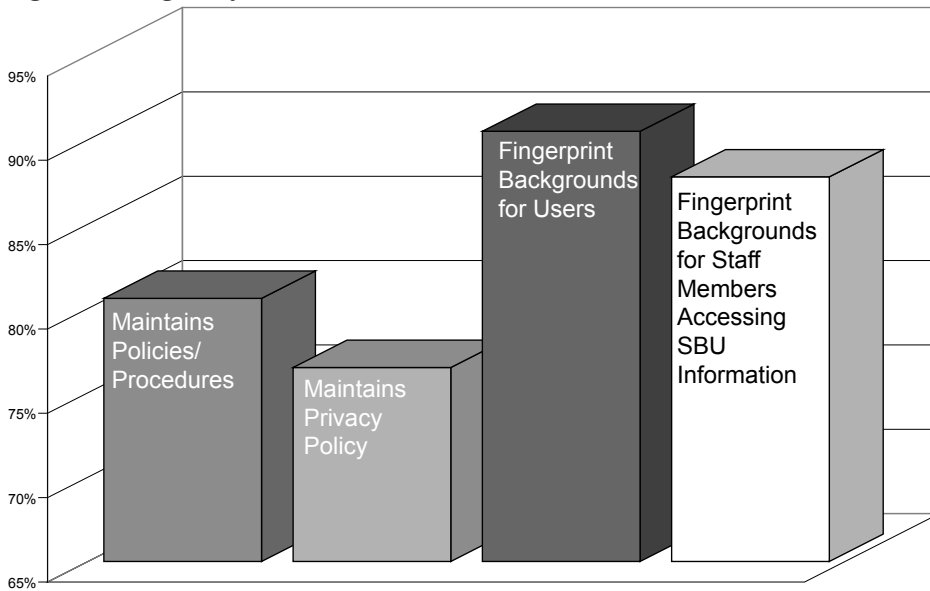 95%
90%
85%
80%
75%
70%
65%
Maintains
Policies/
Procedures
Maintains
Privacy
Policy
Fingerprint
Backgrounds
for Users
Fingerprint
Backgrounds
for Staff
Members
Accessing
SBU
Information